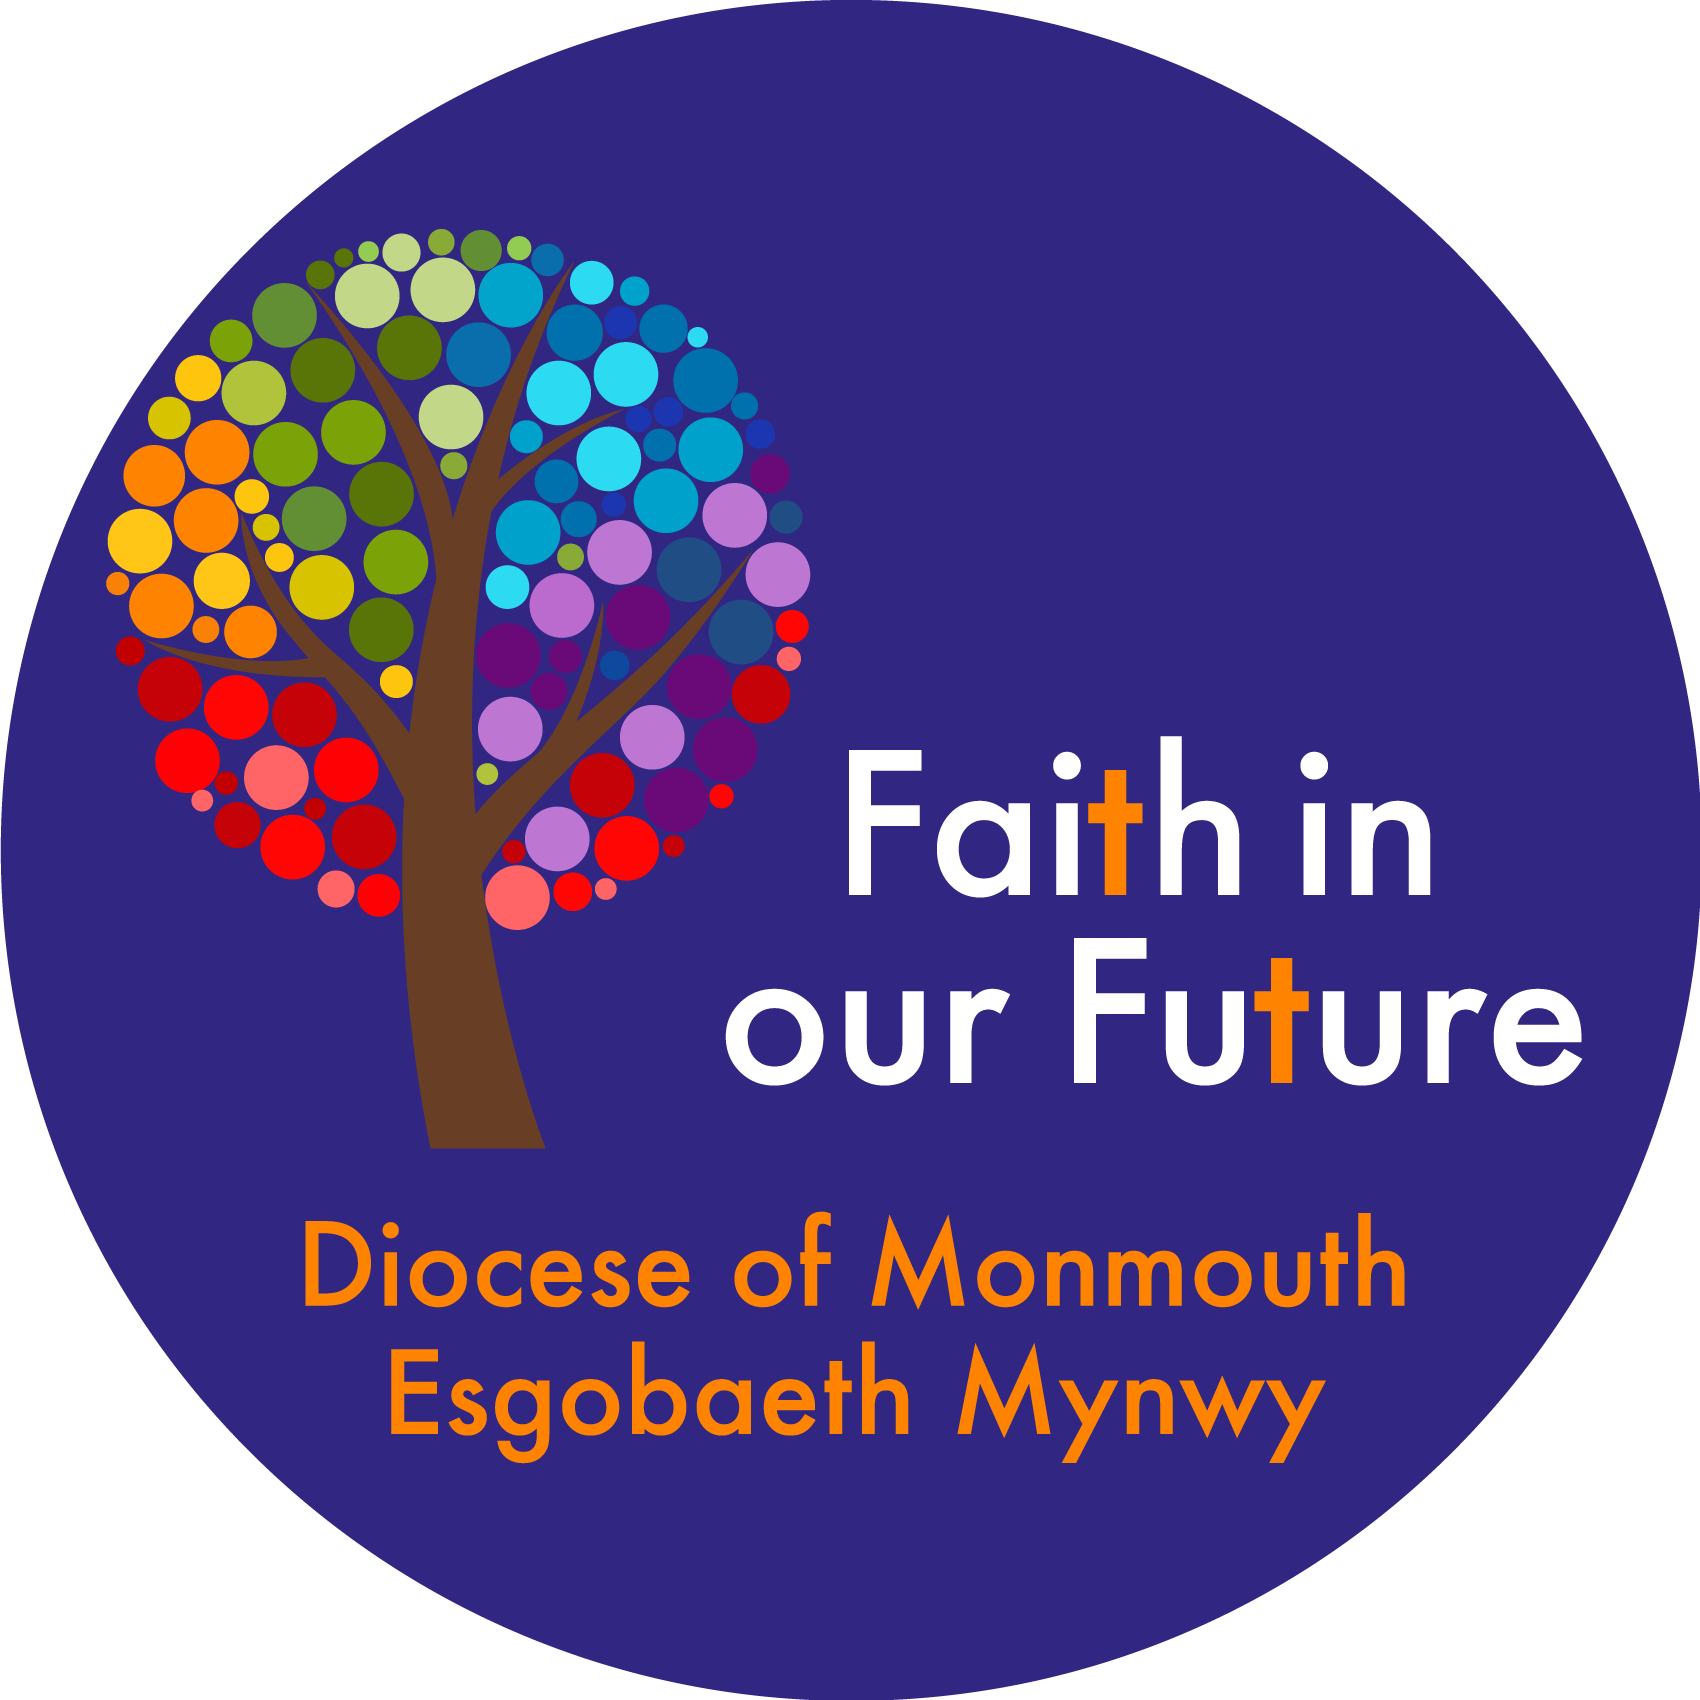 Faith in
our Future
Diocese of Monmouth
Esgobaeth Mynwy